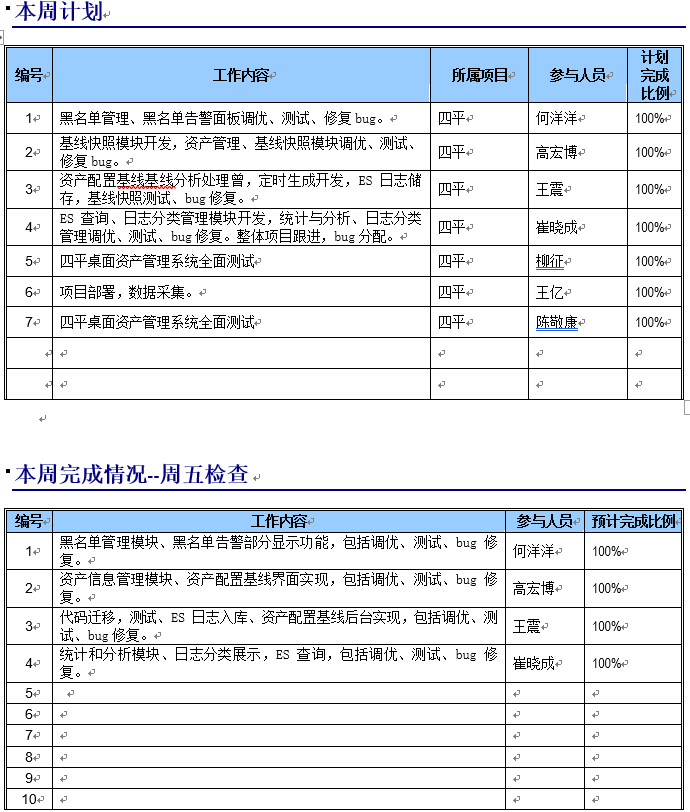 本周计划
编号 工作内容 所属项目 参与人员 计划
完成
比例
1 黑名单管理、黑名单告警面板调优、测试、修复 bug。 四平 何洋洋 100%
2 基线快照模块开发，资产管理、基线快照模块调优、测试、
修复 bug。 四平 高宏博 100%
3 资产配置基线基线分析处理曾，定时生成开发，ES 日志储
存，基线快照测试、bug 修复。 四平 王震 100%
4 ES 查询、日志分类管理模块开发，统计与分析、日志分类
管理调优、测试、bug 修复。整体项目跟进，bug 分配。 四平 崔晓成 100%
5 四平桌面资产管理系统全面测试 四平 柳征 100%
6 项目部署，数据采集。 四平 王亿 100%
7 四平桌面资产管理系统全面测试 四平 陈敬康 100%
本周完成情况--周五检查
编号 工作内容 参与人员 预计完成比例
1 黑名单管理模块、黑名单告警部分显示功能，包括调优、测试、bug 修
复。 何洋洋 100%
2 资产信息管理模块、资产配置基线界面实现，包括调优、测试、bug 修
复。 高宏博 100%
3 代码迁移，测试、ES 日志入库、资产配置基线后台实现，包括调优、测
试、bug 修复。 王震 100%
4 统计和分析模块、日志分类展示，ES 查询，包括调优、测试、bug 修
复。 崔晓成 100%
5
6
7
8
9
10